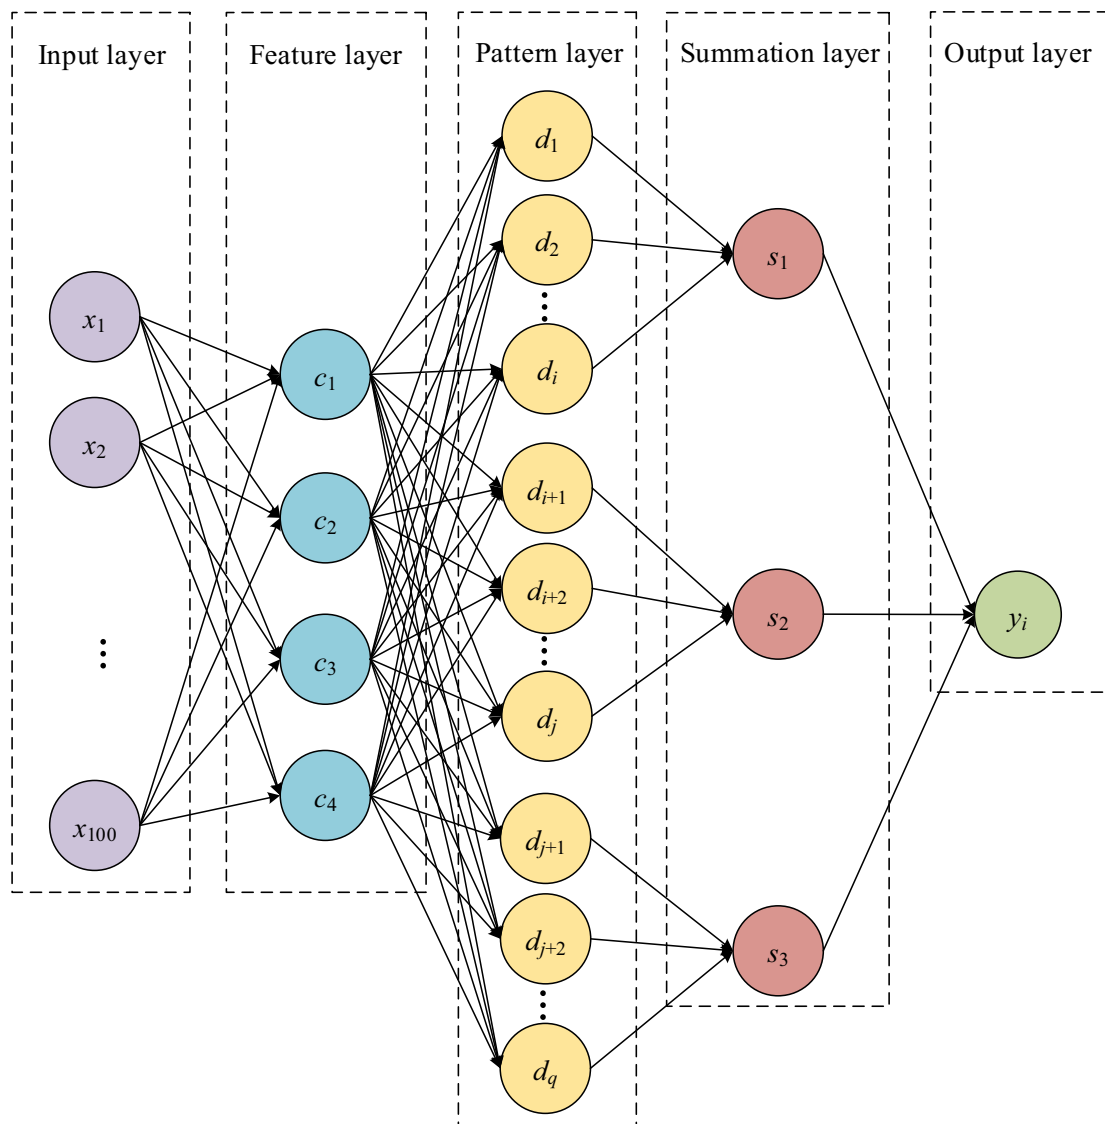 Input layer
Feature layer
Pattern layer
Summation layer
Output layer
x1
x2
⋮
x100
c1
c2
c3
c4
d1
d2
⋮
di
di+1
di+2
⋮
dj
dj+1
dj+2
⋮
dq
s1
s2
s3
yi